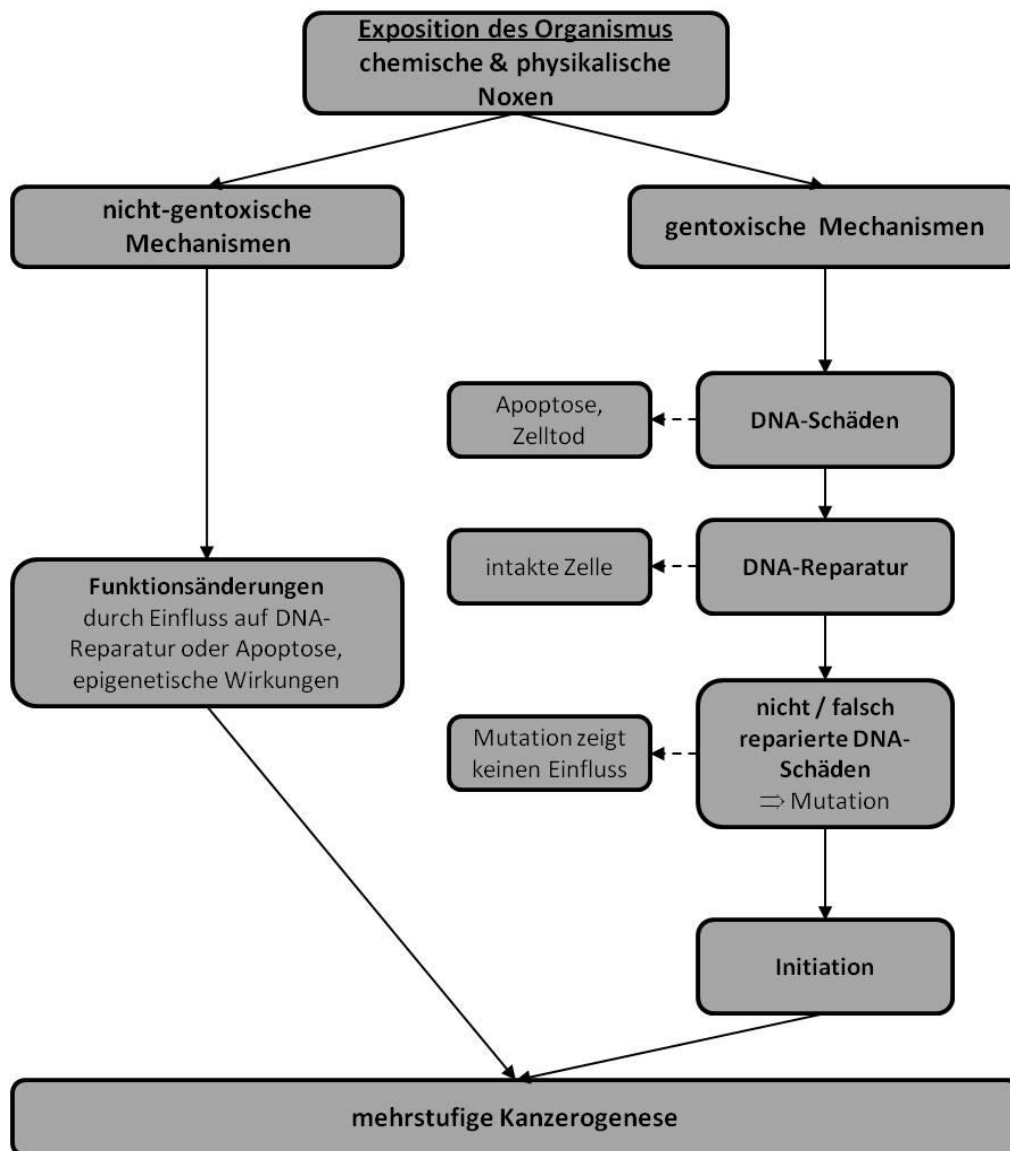 Exposition des Organismus
chemische & physikalische
Noxen
nicht-gentoxische
Mechanismen
gentoxische Mechanismen
Apoptose,
Zelltod
DNA-Schäden
intakte Zelle
DNA-Reparatur
Funktionsänderungen
durch Einfluss auf DNA-
Reparatur oder Apoptose,
epigenetische Wirkungen
Mutation zeigt
keinen Einfluss
nicht / falsch
reparierte DNA-
Schäden
⇒ Mutation
Initiation
mehrstufige Kanzerogenese